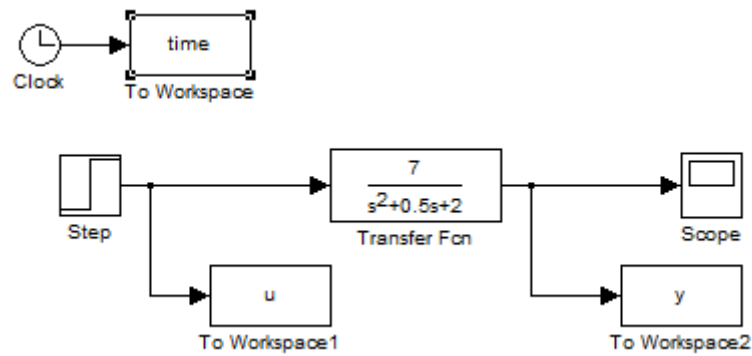 time
Clock
To Workspace
7
s²+0.5s+2
Step
Transfer Fcn
Scope
u
y
To Workspace1
To Workspace2